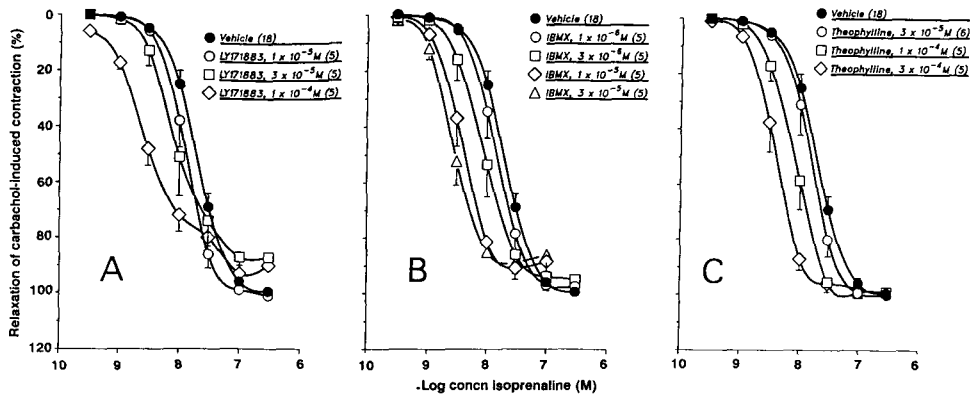 0
20
40
60
80
100
120
Relaxation of carbachol-induced contraction (%)
Vehicle (18)
LY171883, 1 x 10⁻⁵M (5)
LY171883, 3 x 10⁻⁵M (5)
LY171883, 1 x 10⁻⁴M (5)
A
10 9 8 7 6
Vehicle (18)
IBMX, 1 x 10⁻⁶M (5)
IBMX, 3 x 10⁻⁶M (5)
IBMX, 1 x 10⁻⁵M (5)
IBMX, 3 x 10⁻⁵M (5)
B
10 9 8 7 6
Vehicle (18)
Theophylline, 3 x 10⁻⁵M (6)
Theophylline, 1 x 10⁻⁴M (5)
Theophylline, 3 x 10⁻⁴M (5)
C
10 9 8 7 6
-Log concn isoprenaline (M)